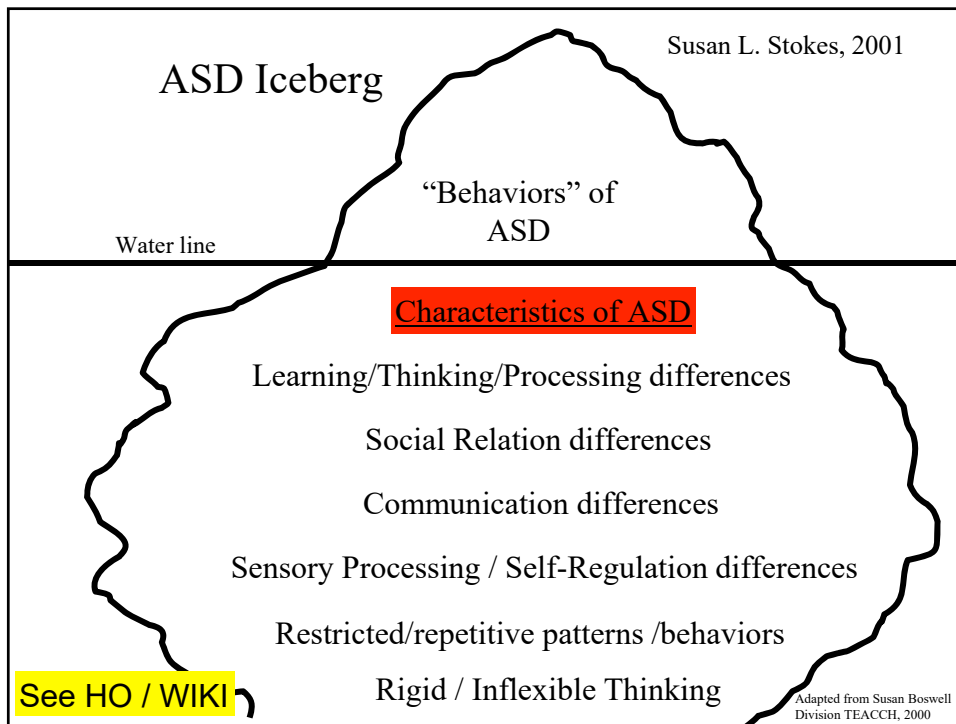 Susan L. Stokes, 2001
ASD Iceberg
“Behaviors” of
ASD
Water line
Characteristics of ASD
Learning/Thinking/Processing differences
Social Relation differences
Communication differences
Sensory Processing / Self-Regulation differences
Restricted/repetitive patterns /behaviors
Rigid / Inflexible Thinking
See HO / WIKI
Adapted from Susan Boswell
Division TEACCH, 2000